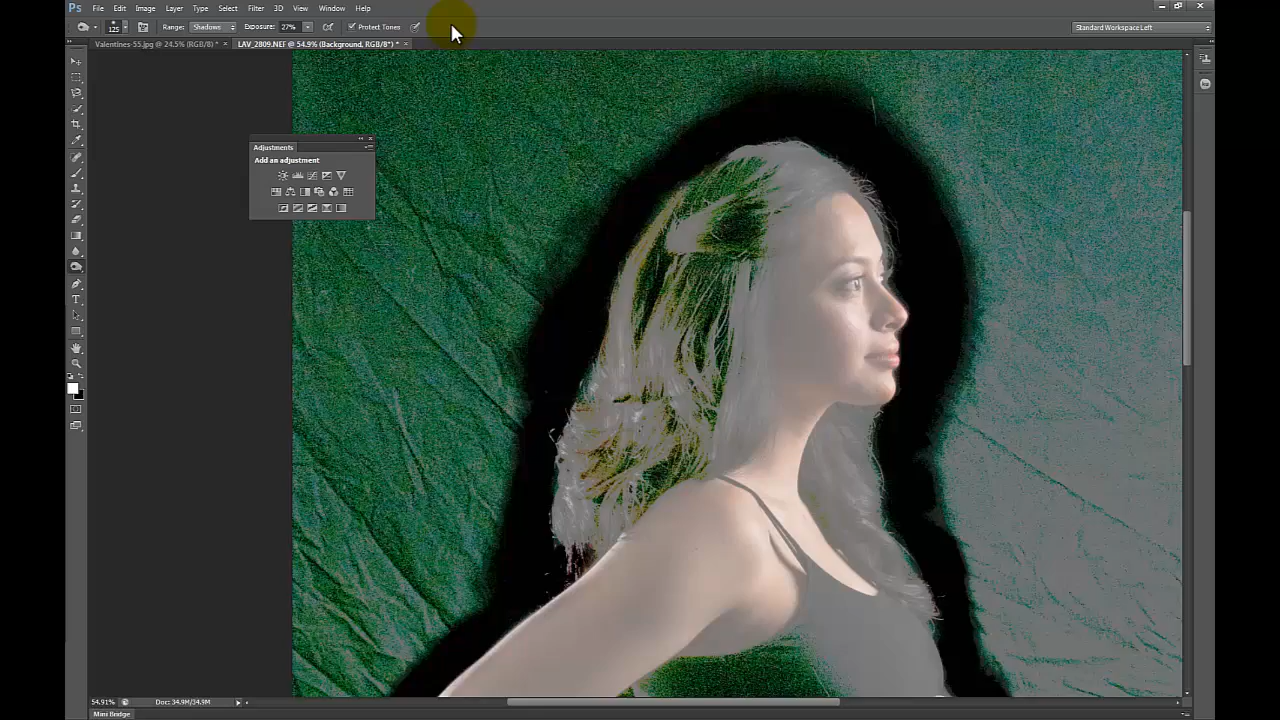 Ps File Edit Image Layer Type Select Filter 3D View Window Help
125 Range: Shadows Exposure: 27% Protect Tones Standard Workspace Left
Valentines-55.jpg @ 24.5% (RGB/8) * × LAV_2809.NEF @ 54.9% (Background, RGB/8*) * ×
Adjustments
Add an adjustment
T
54.91% Doc: 34.9M/34.9M
Mini Bridge